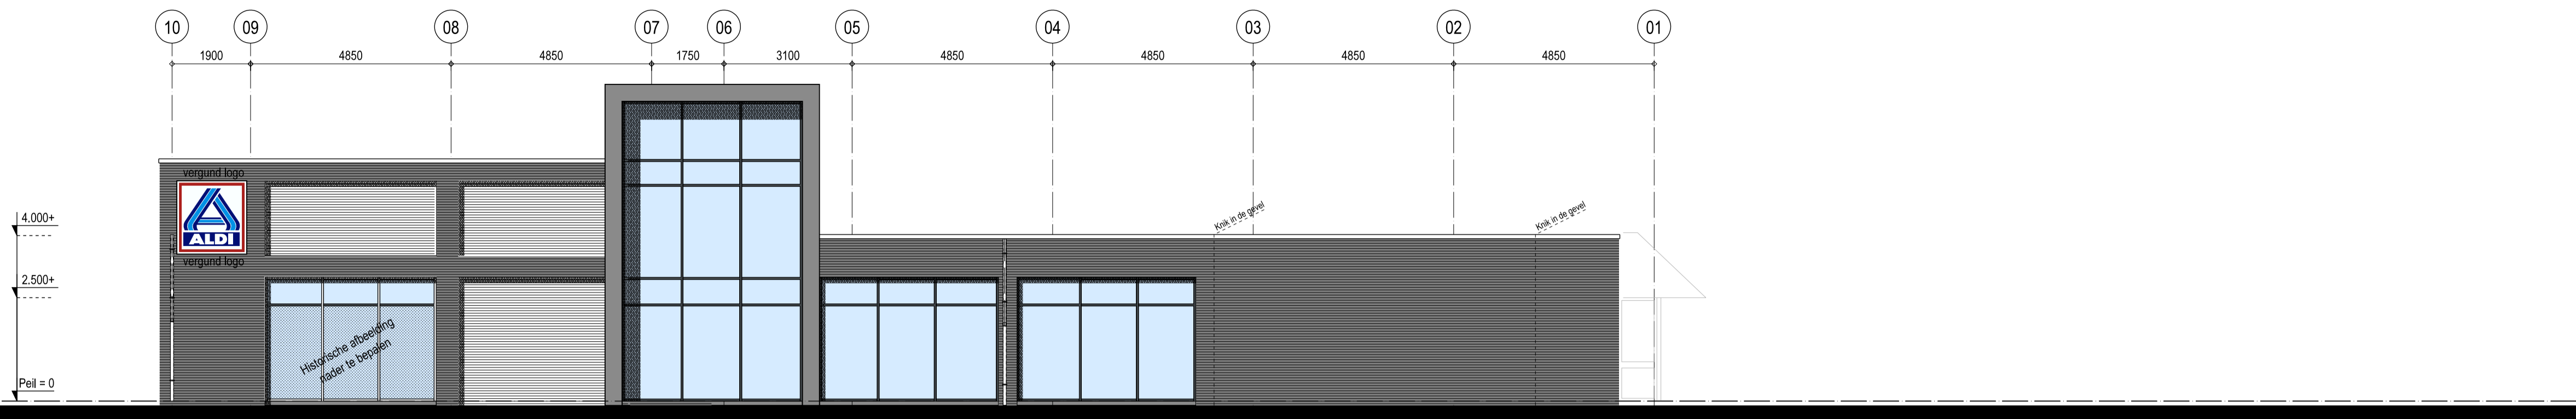 10 09 08 07 06 05 04 03 02 01
1900 4850 4850 1750 3100 4850 4850 4850 4850
vergund logo
ALDI
vergund logo
Knik in de gevel
Knik in de gevel
4.000+
2.500+
Historische afbeelding
nader te bepalen
Peil = 0